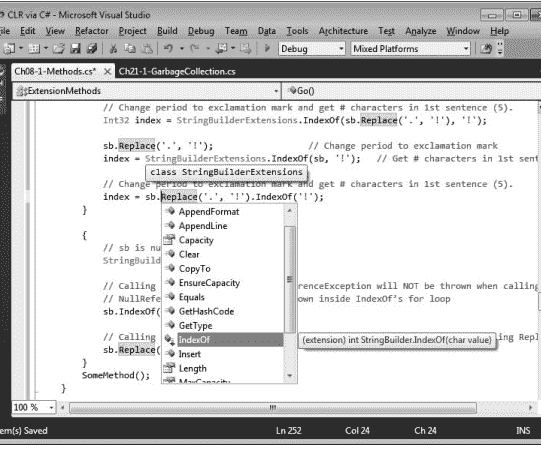 CLR via C# - Microsoft Visual Studio
File Edit View Refactor Project Build Debug Team Data Tools Architecture Test Analyze Window Help
Debug Mixed Platforms
Ch08-1-Methods.cs* Ch21-1-GarbageCollection.cs
ExtensionMethods Go()
// Change period to exclamation mark and get # characters in 1st sentence (5).
Int32 index = StringBuilderExtensions.IndexOf(sb.Replace('.', '!'), '!');
sb.Replace('.', '!'); // Change period to exclamation mark
index = StringBuilderExtensions.IndexOf(sb, '!'); // Get # characters in 1st sent
class StringBuilderExtensions
// Change period to exclamation mark and get # characters in 1st sentence (5).
index = sb.Replace('.', '!').IndexOf('!');
}
AppendFormat
AppendLine
Capacity
Clear
CopyTo
EnsureCapacity
Equals
GetHashCode
GetType
IndexOf (extension) int StringBuilder.IndexOf(char value)
Insert
Length
MaxCapacity
{
// sb is nu
StringBuild
// Calling renceException will NOT be thrown when calling
// NullRefe own inside IndexOf's for loop
sb.IndexOf(
// Calling ing Repl
sb.Replace(
}
SomeMethod();
}
100 %
em(s) Saved Ln 252 Col 24 Ch 24 INS